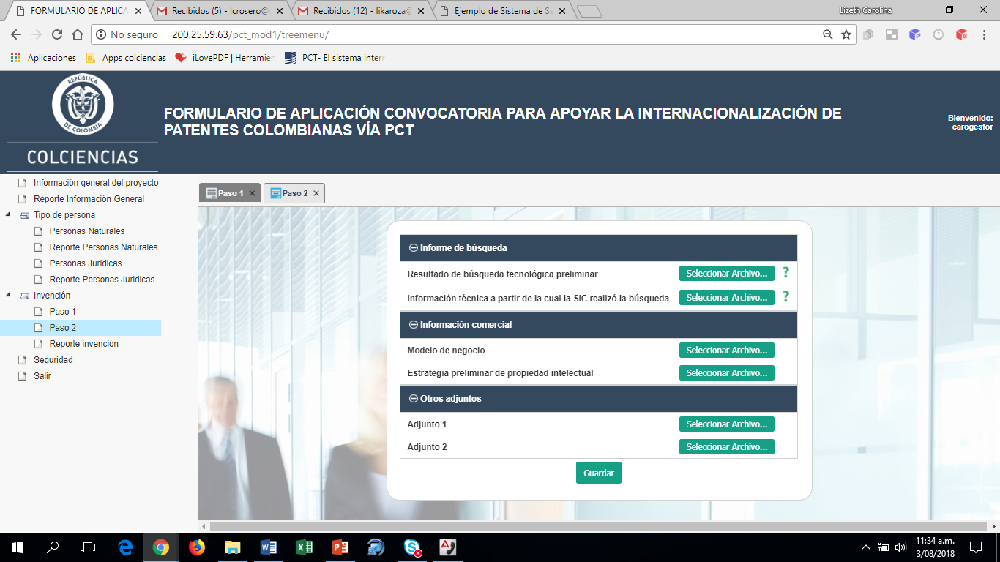 FORMULARIO DE APLICA
Recibidos (5) - lcrosero@
Recibidos (12) - likaroza@
Ejemplo de Sistema de Se
Lizeth Carolina
No seguro
200.25.59.63/pct_mod1/treemenu/
Aplicaciones
Apps colciencias
iLovePDF | Herramien
PCT- El sistema intern
REPÚBLICA
DE COLOMBIA
COLCIENCIAS
FORMULARIO DE APLICACIÓN CONVOCATORIA PARA APOYAR LA INTERNACIONALIZACIÓN DE
PATENTES COLOMBIANAS VÍA PCT
Bienvenido:
carogestor
Información general del proyecto
Reporte Información General
Tipo de persona
Personas Naturales
Reporte Personas Naturales
Personas Juridicas
Reporte Personas Juridicas
Invención
Paso 1
Paso 2
Reporte invención
Seguridad
Salir
Paso 1
Paso 2
Informe de búsqueda
Resultado de búsqueda tecnológica preliminar
Seleccionar Archivo...
?
Información técnica a partir de la cual la SIC realizó la búsqueda
Seleccionar Archivo...
?
Información comercial
Modelo de negocio
Seleccionar Archivo...
Estrategia preliminar de propiedad intelectual
Seleccionar Archivo...
Otros adjuntos
Adjunto 1
Seleccionar Archivo...
Adjunto 2
Seleccionar Archivo...
Guardar
11:34 a.m.
3/08/2018